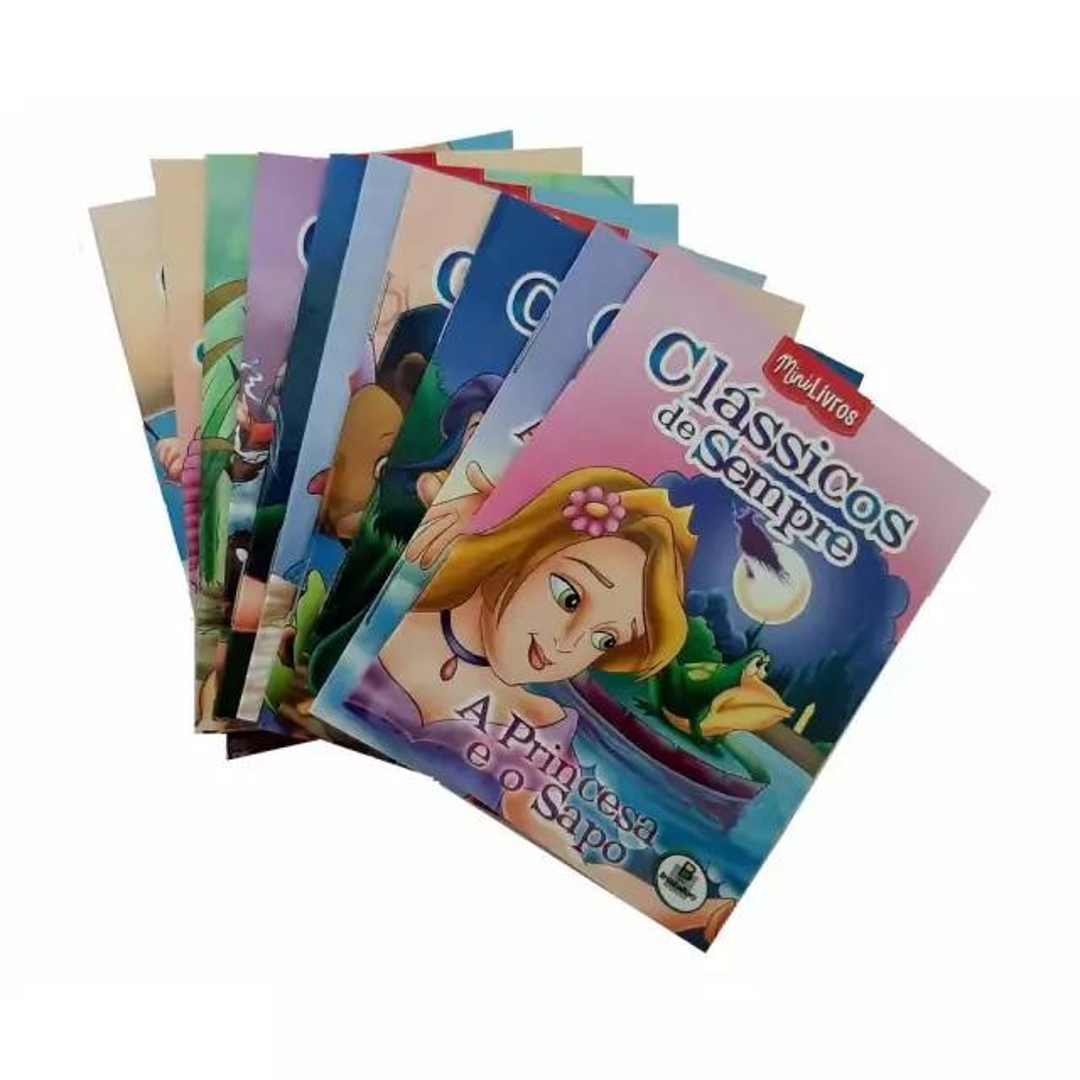 MiniLivros
Clássicos
de Sempre
A Princesa
e o Sapo